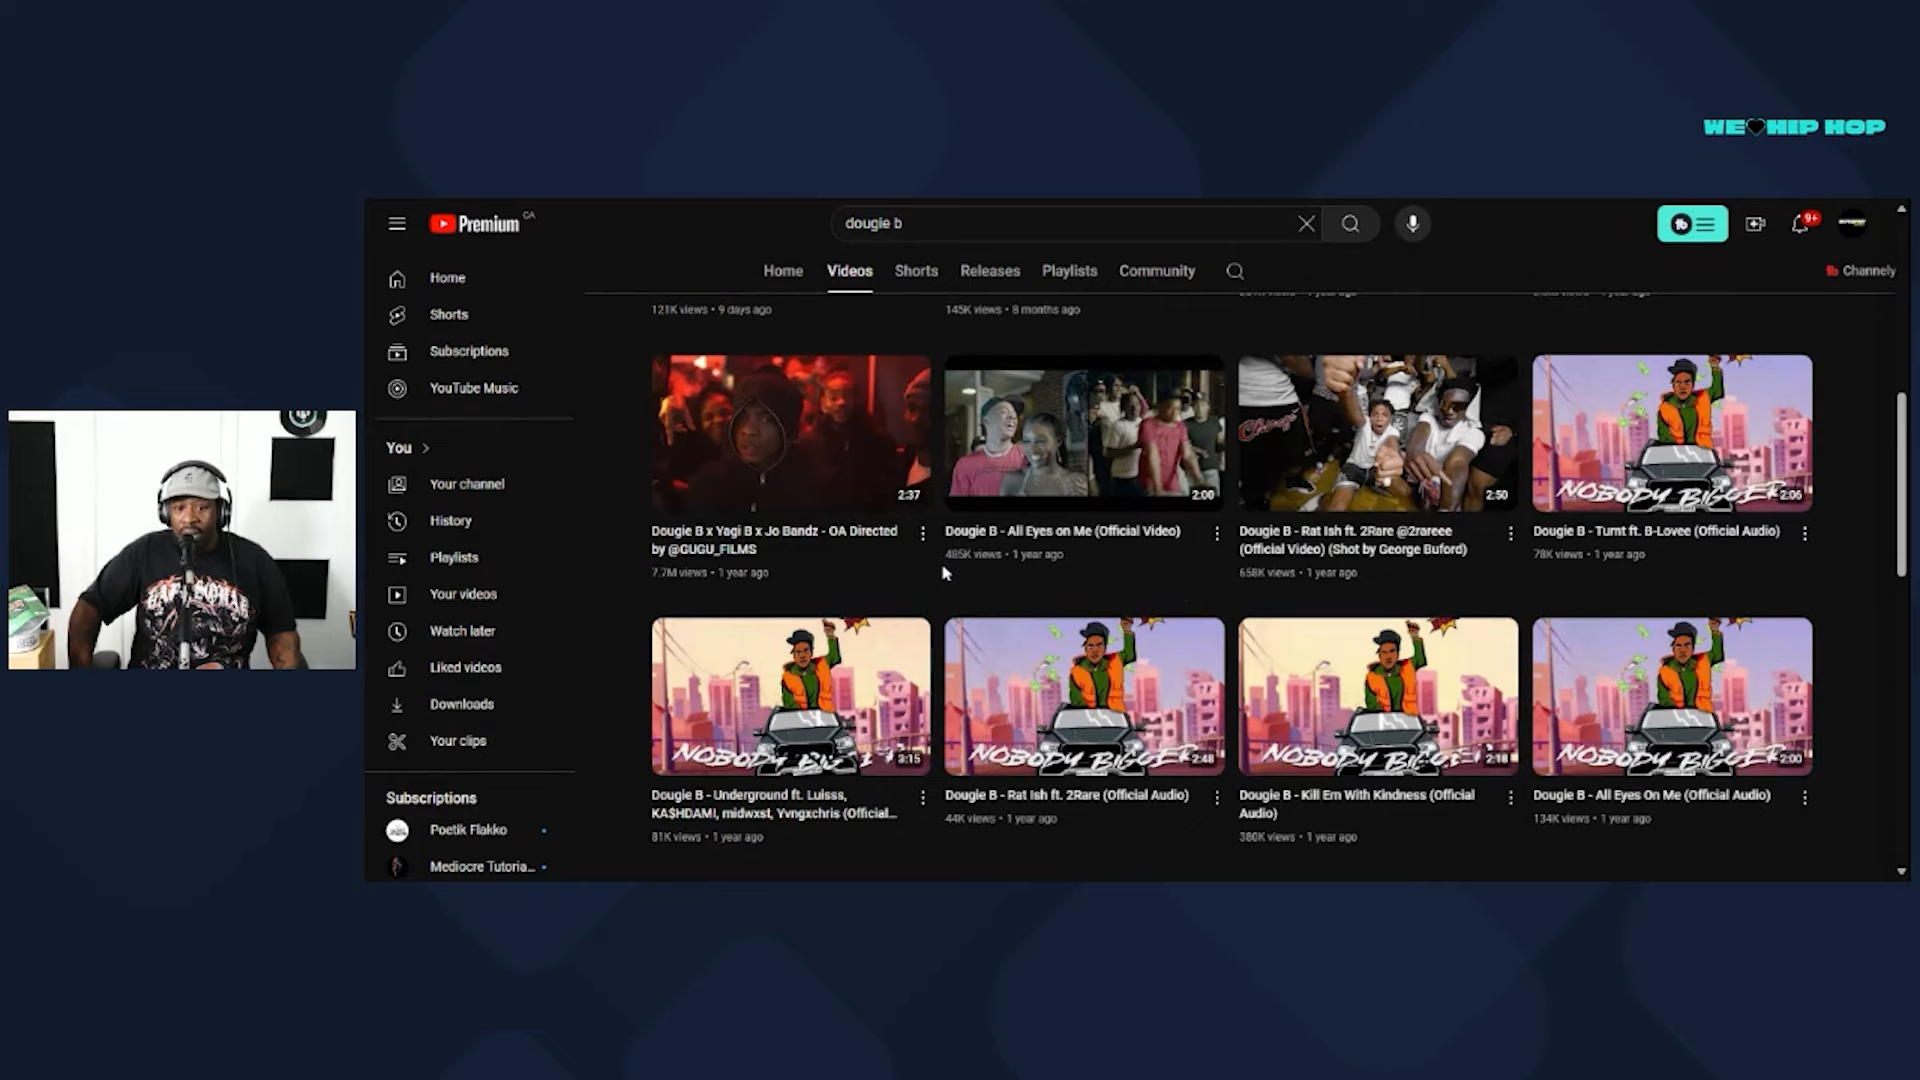 WE HIP HOP
Premium
CA
dougie b
9+
Home
Videos
Shorts
Releases
Playlists
Community
Channely
Home
Shorts
Subscriptions
YouTube Music
You
Your channel
History
Playlists
Your videos
Watch later
Liked videos
Downloads
Your clips
Subscriptions
Poetik Flakko
Mediocre Tutoria...
121K views • 9 days ago
145K views • 8 months ago
2:37
Dougie B x Yagi B x Jo Bandz - OA Directed
by @GUGU_FILMS
7.7M views • 1 year ago
2:00
Dougie B - All Eyes on Me (Official Video)
485K views • 1 year ago
2:50
Dougie B - Rat Ish ft. 2Rare @2rareee
(Official Video) (Shot by George Buford)
658K views • 1 year ago
NOBODY BIGGER
2:06
Dougie B - Turnt ft. B-Lovee (Official Audio)
78K views • 1 year ago
3:15
Dougie B - Underground ft. Luisss,
KA$HDAMI, midwxst, Yvngxchris (Official...
81K views • 1 year ago
NOBODY BIGGER
2:48
Dougie B - Rat Ish ft. 2Rare (Official Audio)
44K views • 1 year ago
2:18
Dougie B - Kill Em With Kindness (Official
Audio)
380K views • 1 year ago
NOBODY BIGGER
2:00
Dougie B - All Eyes On Me (Official Audio)
134K views • 1 year ago